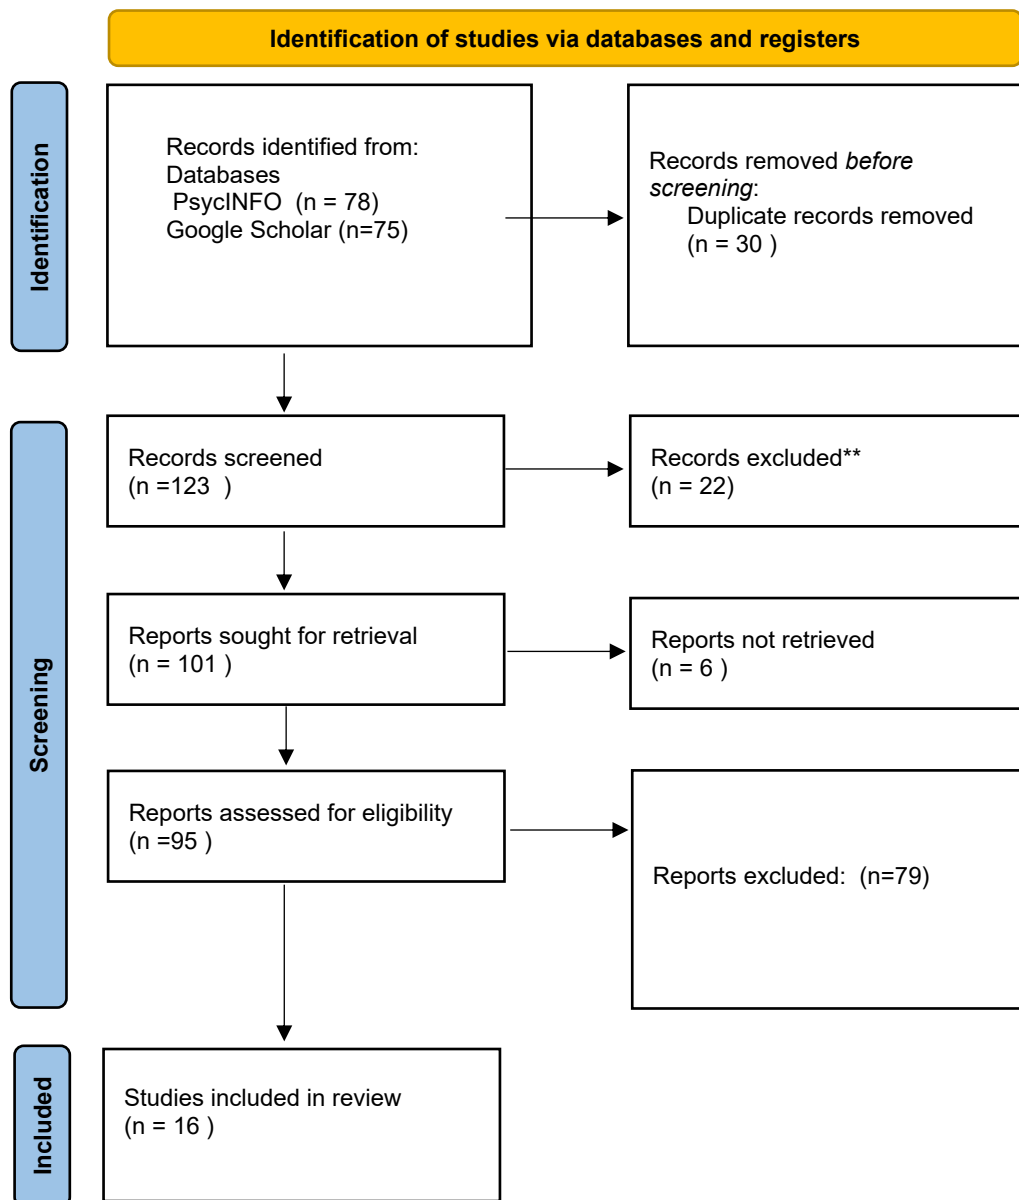 Identification of studies via databases and registers
Identification
Records identified from:
Databases
PsycINFO (n = 78)
Google Scholar (n=75)
Records removed before
screening:
Duplicate records removed
(n = 30 )
Screening
Records screened
(n =123 )
Records excluded**
(n = 22)
Reports sought for retrieval
(n = 101 )
Reports not retrieved
(n = 6 )
Reports assessed for eligibility
(n =95 )
Reports excluded: (n=79)
Included
Studies included in review
(n = 16 )